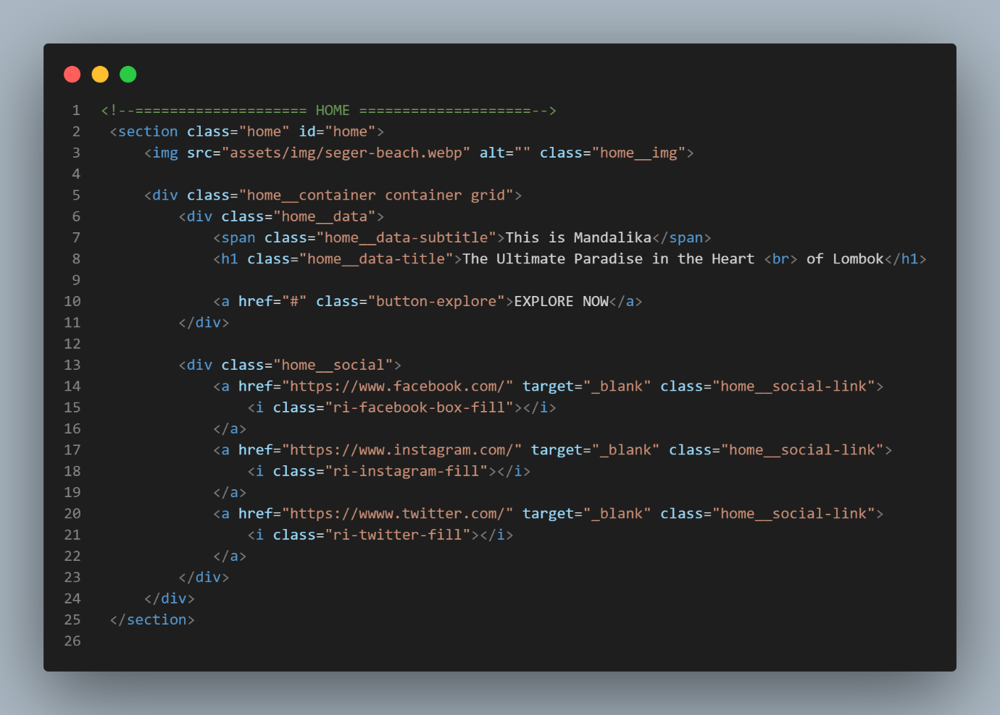 1 <!--==================== HOME ====================-->
2 <section class="home" id="home">
3 <img src="assets/img/seger-beach.webp" alt="" class="home__img">
4
5 <div class="home__container container grid">
6 <div class="home__data">
7 <span class="home__data-subtitle">This is Mandalika</span>
8 <h1 class="home__data-title">The Ultimate Paradise in the Heart <br> of Lombok</h1>
9
10 <a href="#" class="button-explore">EXPLORE NOW</a>
11 </div>
12
13 <div class="home__social">
14 <a href="https://www.facebook.com/" target="_blank" class="home__social-link">
15 <i class="ri-facebook-box-fill"></i>
16 </a>
17 <a href="https://www.instagram.com/" target="_blank" class="home__social-link">
18 <i class="ri-instagram-fill"></i>
19 </a>
20 <a href="https://wwww.twitter.com/" target="_blank" class="home__social-link">
21 <i class="ri-twitter-fill"></i>
22 </a>
23 </div>
24 </div>
25 </section>
26